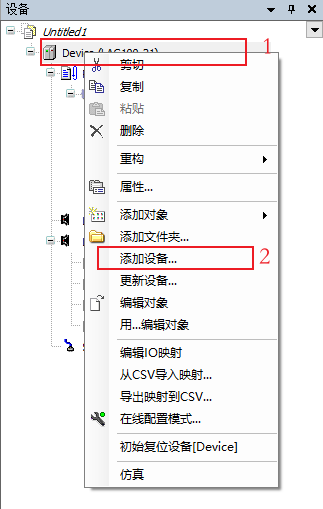 设备
Untitled1
Device
1
剪切
复制
粘贴
删除
重构
属性...
添加对象
添加文件夹...
添加设备...
2
更新设备...
编辑对象
用...编辑对象
编辑IO映射
从CSV导入映射...
导出映射到CSV...
在线配置模式...
初始复位设备[Device]
仿真